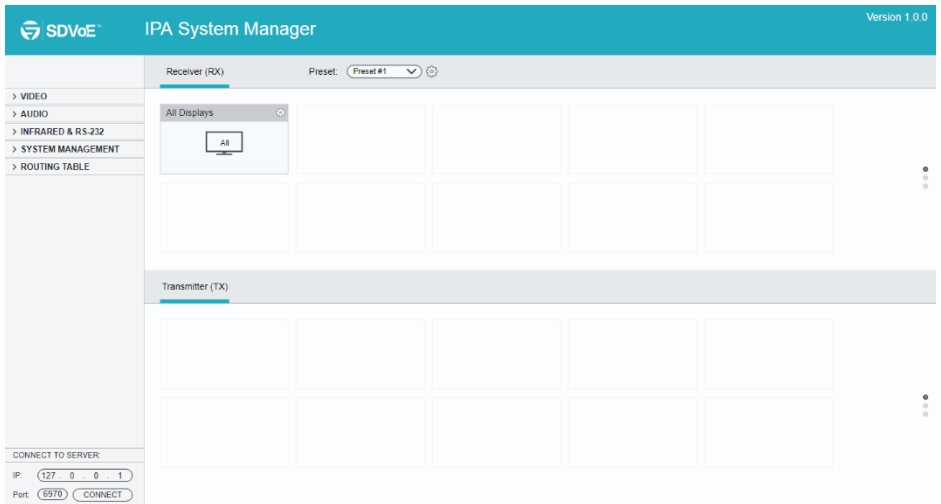 SDVoE™
IPA System Manager
Version 1.0.0
Receiver (RX)
Preset: Preset #1
> VIDEO
> AUDIO
> INFRARED & RS-232
> SYSTEM MANAGEMENT
> ROUTING TABLE
All Displays
All
Transmitter (TX)
CONNECT TO SERVER:
IP: 127 . 0 . 0 . 1
Port: 6970 CONNECT